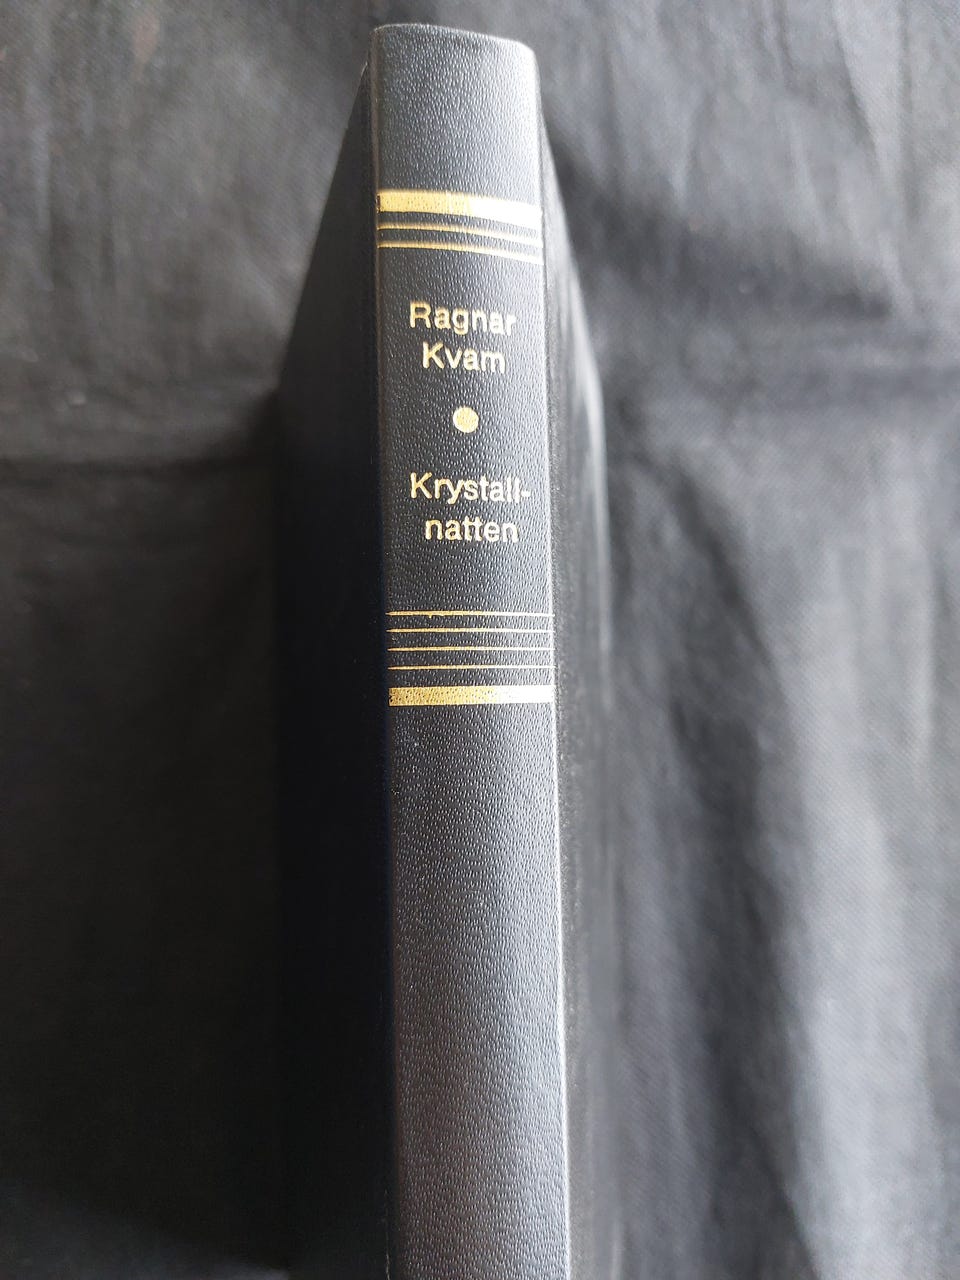 Ragnar
Kvam
Krystall-
natten